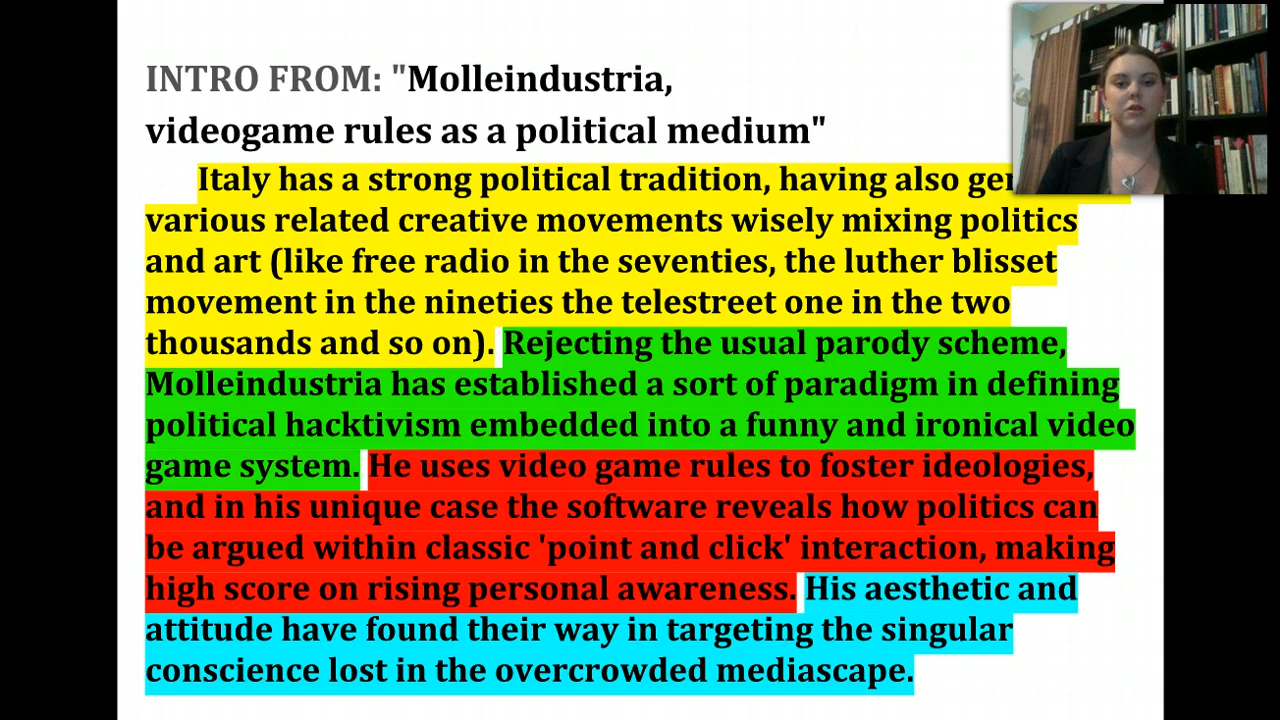 INTRO FROM: "Molleindustria,
videogame rules as a political medium"
Italy has a strong political tradition, having also
various related creative movements wisely mixing politics
and art (like free radio in the seventies, the luther blisset
movement in the nineties the telestreet one in the two
thousands and so on). Rejecting the usual parody scheme,
Molleindustria has established a sort of paradigm in defining
political hacktivism embedded into a funny and ironical video
game system. He uses video game rules to foster ideologies,
and in his unique case the software reveals how politics can
be argued within classic 'point and click' interaction, making
high score on rising personal awareness. His aesthetic and
attitude have found their way in targeting the singular
conscience lost in the overcrowded mediascape.